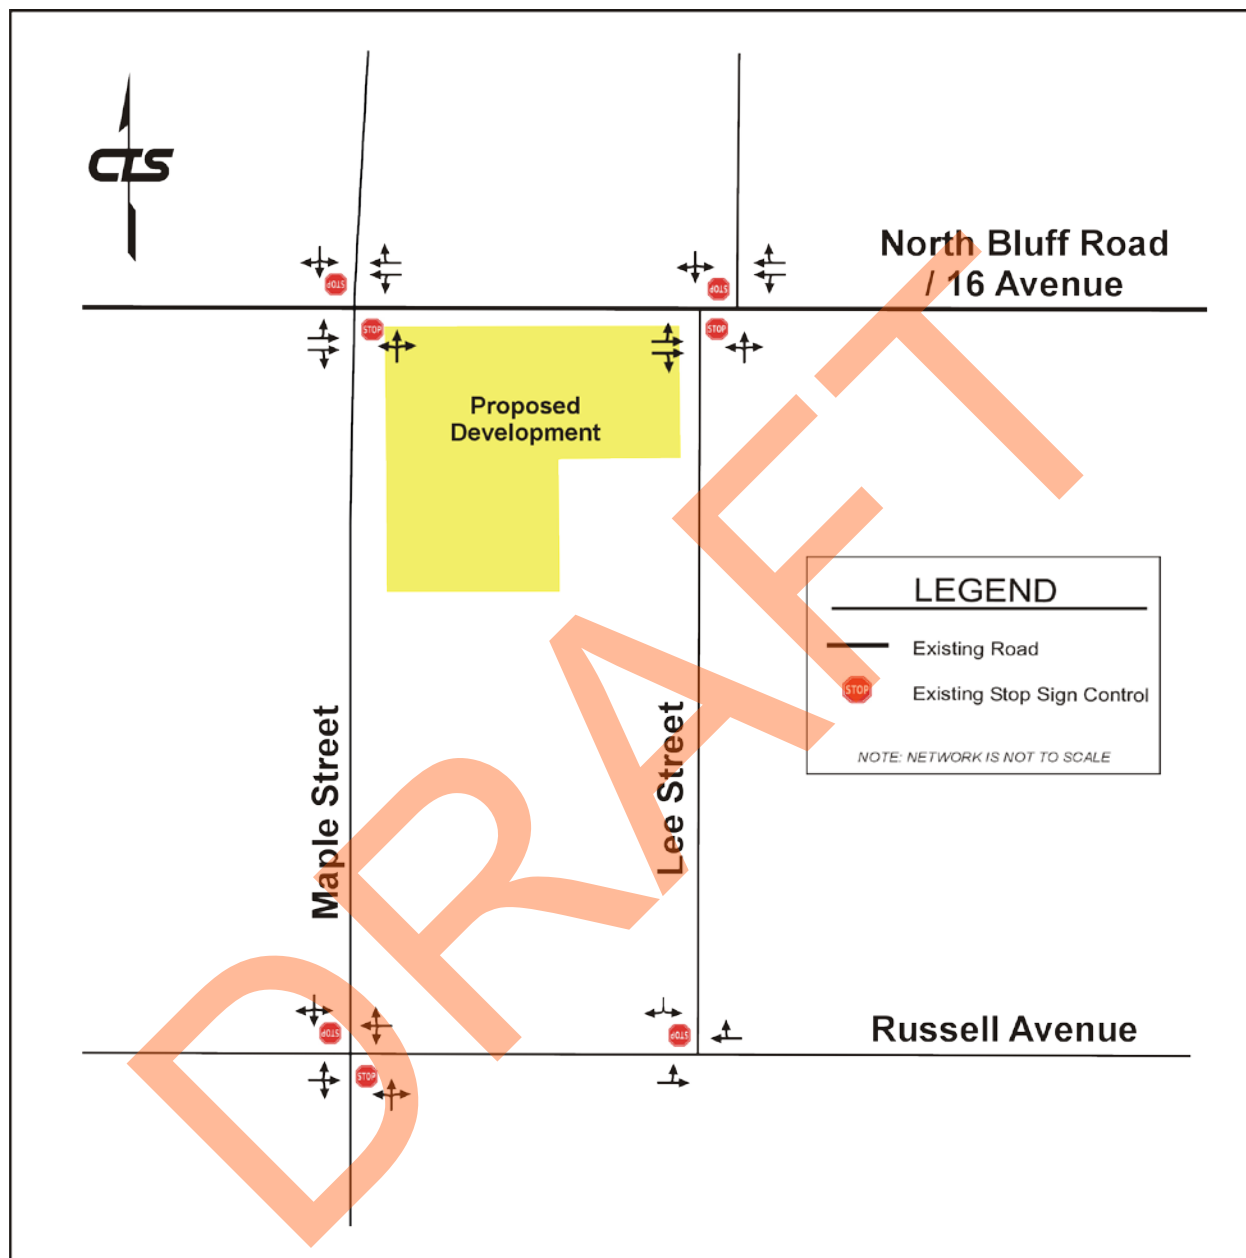 CTS
North Bluff Road
/ 16 Avenue
STOP
STOP
STOP
STOP
Proposed
Development
LEGEND
Existing Road
STOP
Existing Stop Sign Control
NOTE: NETWORK IS NOT TO SCALE
Maple Street
Lee Street
Russell Avenue
STOP
STOP
STOP
DRAFT